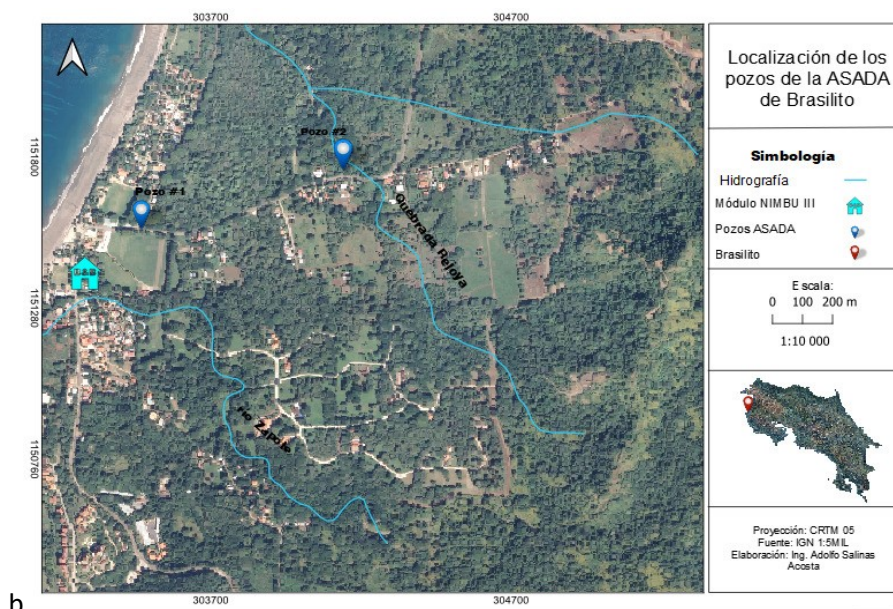 303700
304700
Localización de los
pozos de la ASADA
de Brasilito
Simbología
Hidrografía
Módulo NIMBU III
Pozos ASADA
Brasilito
Escala:
0 100 200 m
1:10 000
Proyección: CRTM 05
Fuente: IGN 1:5MIL
Elaboración: Ing. Adolfo Salinas
Acosta
1151800
1151280
1150760
Pozo #2
Pozo #1
Quebrada Rejoya
Río Zapote
303700
304700
b